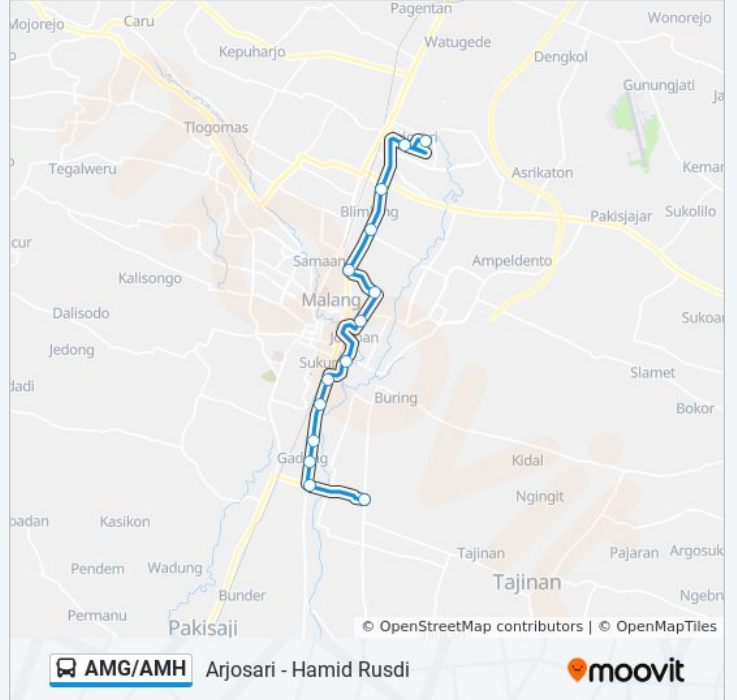 Pagentan
Mojorejo
Caru
Wonorejo
Watugede
Kepuharjo
Dengkol
Gunungjati
Tlogomas
Tegalweru
Asrikaton
Blimbing
Pakisjajar
Sukolilo
Samaan
Ampeldento
Kalisongo
Malang
Dalisodo
Jedong
Slamet
Buring
Bokor
Kidal
Ngingit
Kasikon
Tajinan
Pajaran
Pendem
Wadung
Tajinan
Bunder
Permanu
Pakisaji
© OpenStreetMap contributors | © OpenMapTiles
AMG/AMH Arjosari - Hamid Rusdi
moovit